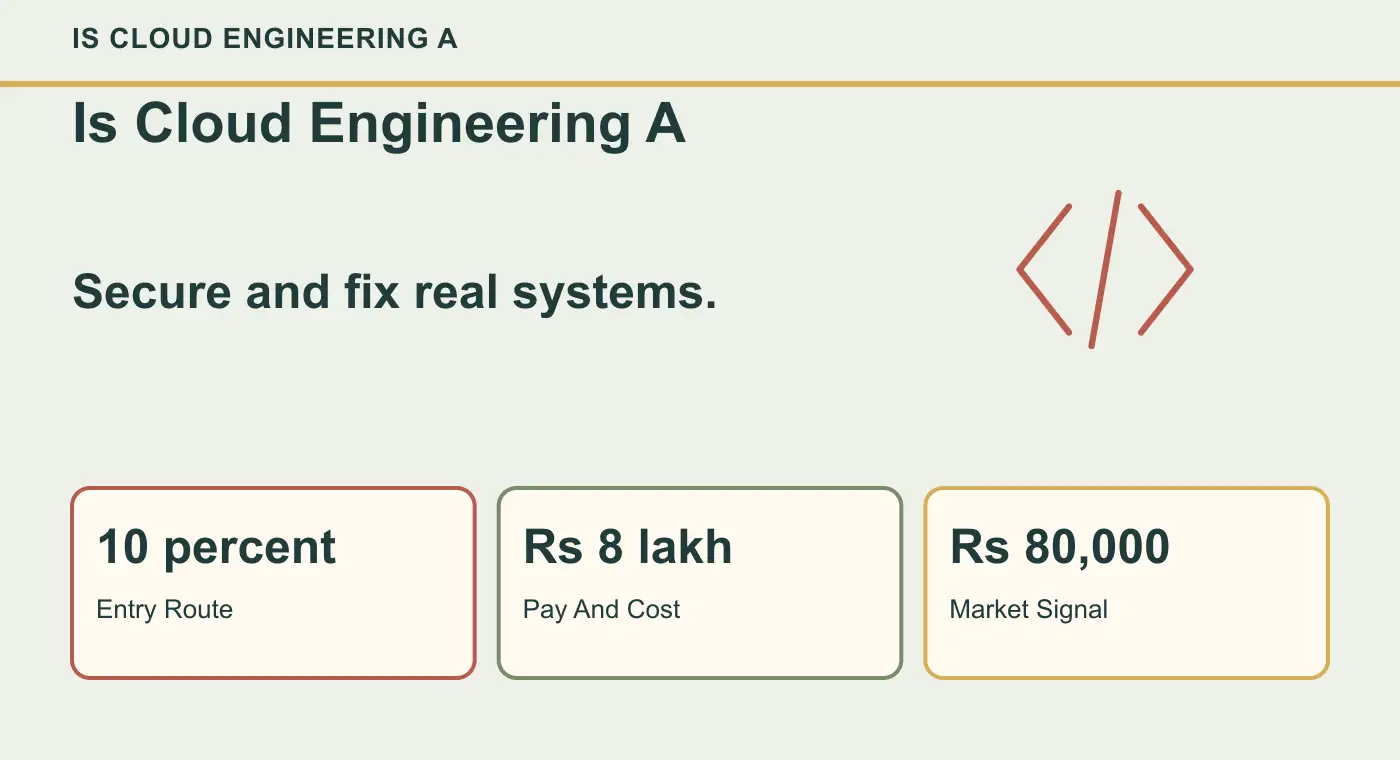 IS CLOUD ENGINEERING A
Is Cloud Engineering A
Secure and fix real systems.
10 percent
Entry Route
Rs 8 lakh
Pay And Cost
Rs 80,000
Market Signal